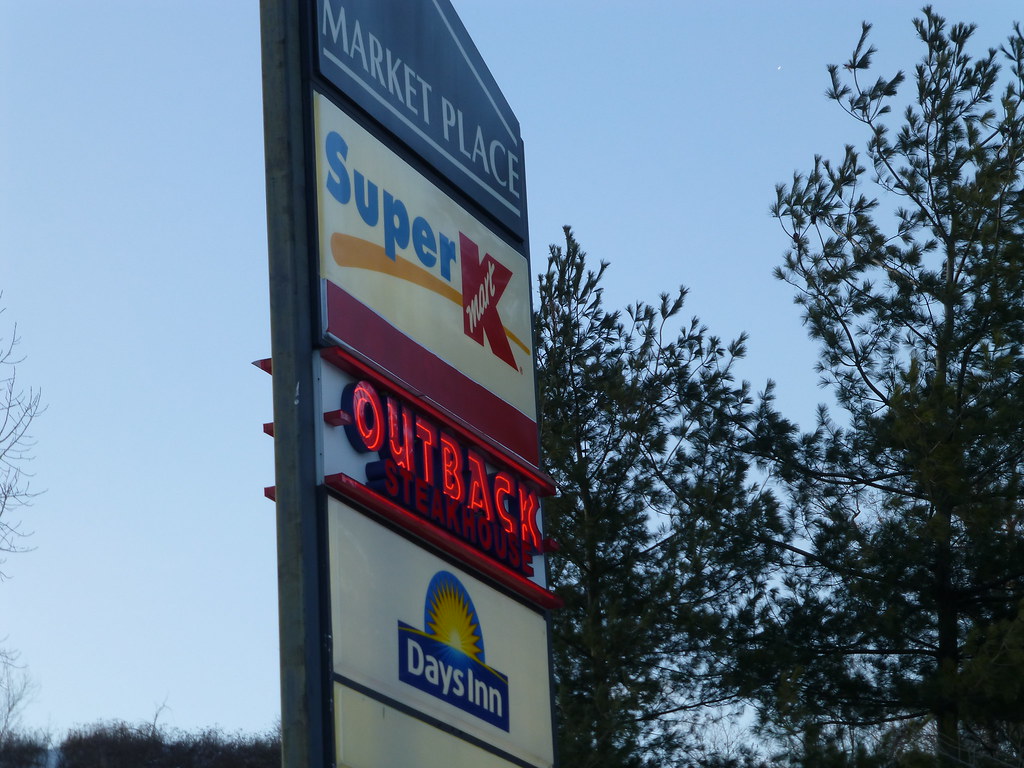 MARKET PLACE
Super
Kmart
OUTBACK
STEAKHOUSE
Days Inn